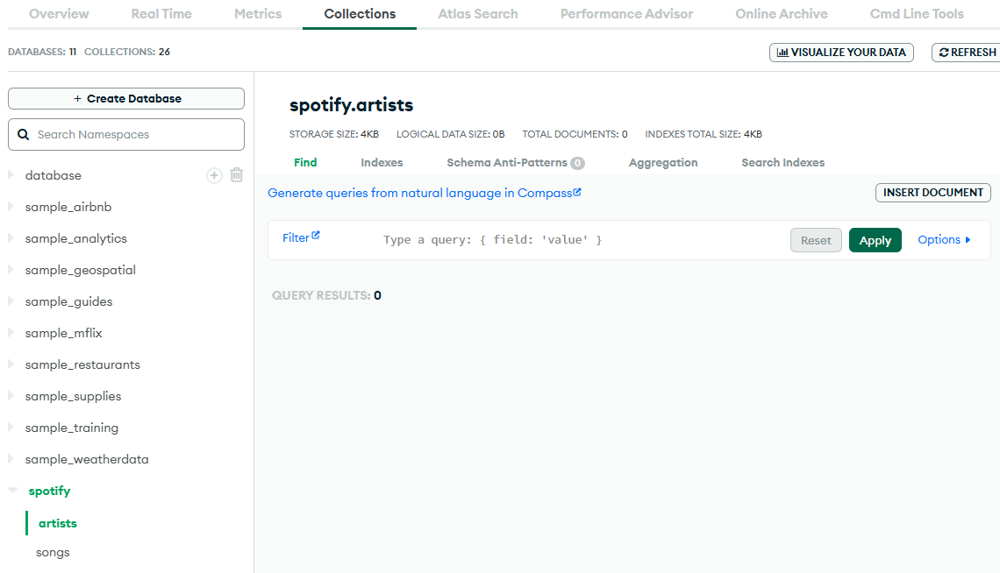 Overview Real Time Metrics Collections Atlas Search Performance Advisor Online Archive Cmd Line Tools
DATABASES: 11 COLLECTIONS: 26
VISUALIZE YOUR DATA
REFRESH
+ Create Database
Search Namespaces
database
sample_airbnb
sample_analytics
sample_geospatial
sample_guides
sample_mflix
sample_restaurants
sample_supplies
sample_training
sample_weatherdata
spotify
artists
songs
spotify.artists
STORAGE SIZE: 4KB LOGICAL DATA SIZE: 0B TOTAL DOCUMENTS: 0 INDEXES TOTAL SIZE: 4KB
Find Indexes Schema Anti-Patterns 0 Aggregation Search Indexes
Generate queries from natural language in Compass
INSERT DOCUMENT
Filter Type a query: { field: 'value' } Reset Apply Options
QUERY RESULTS: 0